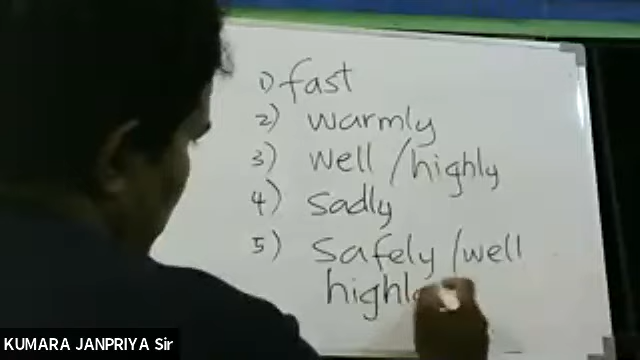 1) fast
2) warmly
3) well / highly
4) sadly
5) safely / well
KUMARA JANPRIYA Sir